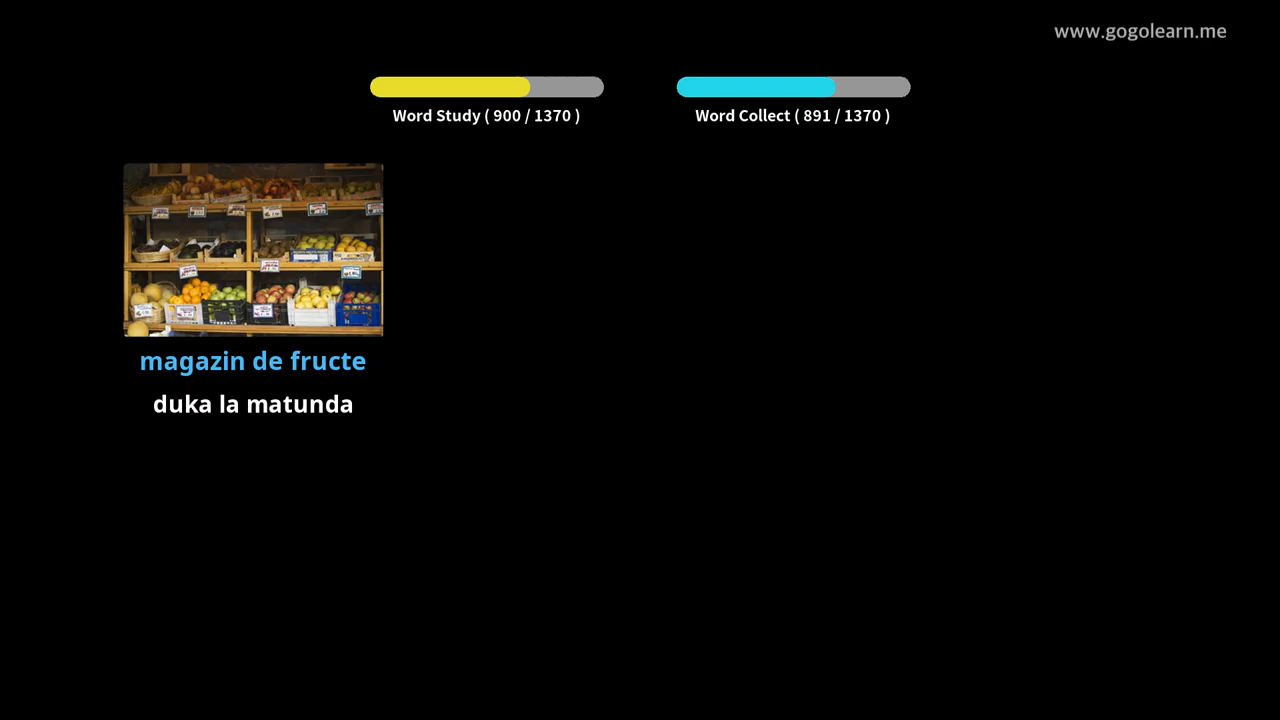 www.gogolearn.me
Word Study ( 900 / 1370 )
Word Collect ( 891 / 1370 )
magazin de fructe
duka la matunda